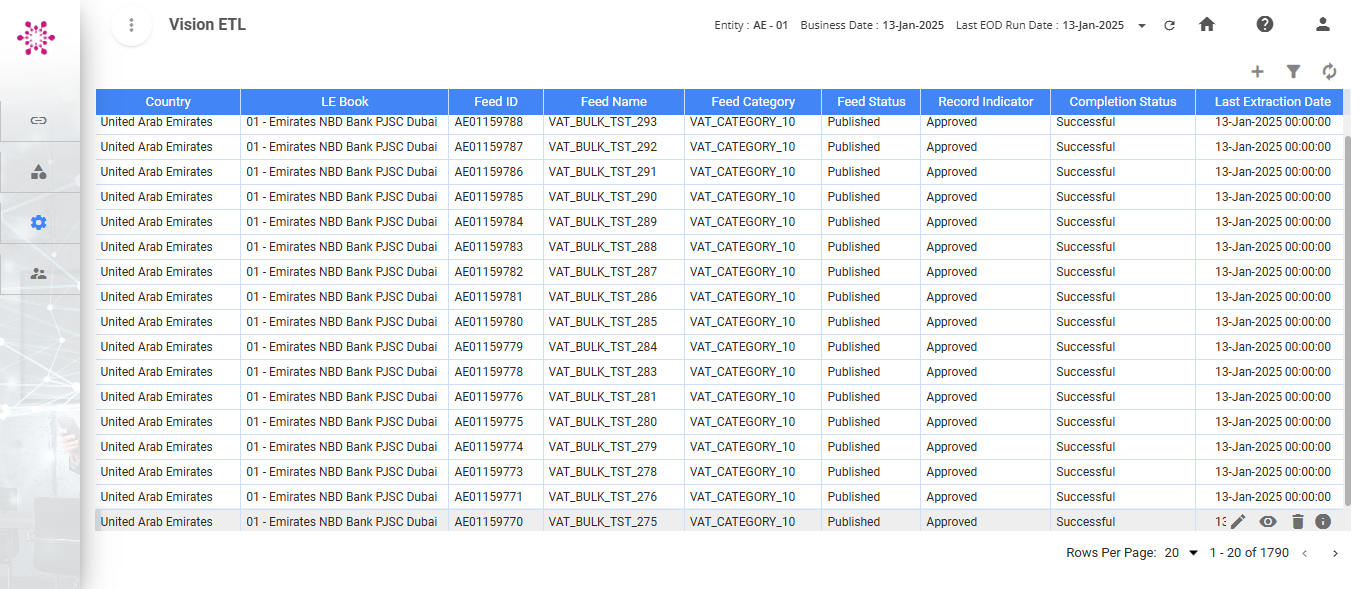 Vision ETL
Entity : AE - 01 Business Date : 13-Jan-2025 Last EOD Run Date : 13-Jan-2025
Country LE Book Feed ID Feed Name Feed Category Feed Status Record Indicator Completion Status Last Extraction Date
United Arab Emirates 01 - Emirates NBD Bank PJSC Dubai AE01159788 VAT_BULK_TST_293 VAT_CATEGORY_10 Published Approved Successful 13-Jan-2025 00:00:00
United Arab Emirates 01 - Emirates NBD Bank PJSC Dubai AE01159787 VAT_BULK_TST_292 VAT_CATEGORY_10 Published Approved Successful 13-Jan-2025 00:00:00
United Arab Emirates 01 - Emirates NBD Bank PJSC Dubai AE01159786 VAT_BULK_TST_291 VAT_CATEGORY_10 Published Approved Successful 13-Jan-2025 00:00:00
United Arab Emirates 01 - Emirates NBD Bank PJSC Dubai AE01159785 VAT_BULK_TST_290 VAT_CATEGORY_10 Published Approved Successful 13-Jan-2025 00:00:00
United Arab Emirates 01 - Emirates NBD Bank PJSC Dubai AE01159784 VAT_BULK_TST_289 VAT_CATEGORY_10 Published Approved Successful 13-Jan-2025 00:00:00
United Arab Emirates 01 - Emirates NBD Bank PJSC Dubai AE01159783 VAT_BULK_TST_288 VAT_CATEGORY_10 Published Approved Successful 13-Jan-2025 00:00:00
United Arab Emirates 01 - Emirates NBD Bank PJSC Dubai AE01159782 VAT_BULK_TST_287 VAT_CATEGORY_10 Published Approved Successful 13-Jan-2025 00:00:00
United Arab Emirates 01 - Emirates NBD Bank PJSC Dubai AE01159781 VAT_BULK_TST_286 VAT_CATEGORY_10 Published Approved Successful 13-Jan-2025 00:00:00
United Arab Emirates 01 - Emirates NBD Bank PJSC Dubai AE01159780 VAT_BULK_TST_285 VAT_CATEGORY_10 Published Approved Successful 13-Jan-2025 00:00:00
United Arab Emirates 01 - Emirates NBD Bank PJSC Dubai AE01159779 VAT_BULK_TST_284 VAT_CATEGORY_10 Published Approved Successful 13-Jan-2025 00:00:00
United Arab Emirates 01 - Emirates NBD Bank PJSC Dubai AE01159778 VAT_BULK_TST_283 VAT_CATEGORY_10 Published Approved Successful 13-Jan-2025 00:00:00
United Arab Emirates 01 - Emirates NBD Bank PJSC Dubai AE01159776 VAT_BULK_TST_281 VAT_CATEGORY_10 Published Approved Successful 13-Jan-2025 00:00:00
United Arab Emirates 01 - Emirates NBD Bank PJSC Dubai AE01159775 VAT_BULK_TST_280 VAT_CATEGORY_10 Published Approved Successful 13-Jan-2025 00:00:00
United Arab Emirates 01 - Emirates NBD Bank PJSC Dubai AE01159774 VAT_BULK_TST_279 VAT_CATEGORY_10 Published Approved Successful 13-Jan-2025 00:00:00
United Arab Emirates 01 - Emirates NBD Bank PJSC Dubai AE01159773 VAT_BULK_TST_278 VAT_CATEGORY_10 Published Approved Successful 13-Jan-2025 00:00:00
United Arab Emirates 01 - Emirates NBD Bank PJSC Dubai AE01159771 VAT_BULK_TST_276 VAT_CATEGORY_10 Published Approved Successful 13-Jan-2025 00:00:00
United Arab Emirates 01 - Emirates NBD Bank PJSC Dubai AE01159770 VAT_BULK_TST_275 VAT_CATEGORY_10 Published Approved Successful 13
Rows Per Page: 20 1 - 20 of 1790